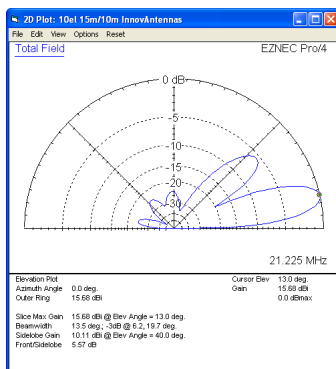 2D Plot: 10el 15m/10m InnovAntennas
File Edit View Options Reset
Total Field EZNEC Pro/4
0 dB
-5
-10
-15
-20
-30
21.225 MHz
Elevation Plot Cursor Elev 13.0 deg.
Azimuth Angle 0.0 deg. Gain 15.68 dBi
Outer Ring 15.68 dBi 0.0 dBmax
Slice Max Gain 15.68 dBi @ Elev Angle = 13.0 deg.
Beamwidth 13.5 deg.; -3dB @ 6.2, 19.7 deg.
Sidelobe Gain 10.11 dBi @ Elev Angle = 40.0 deg.
Front/Sidelobe 5.57 dB